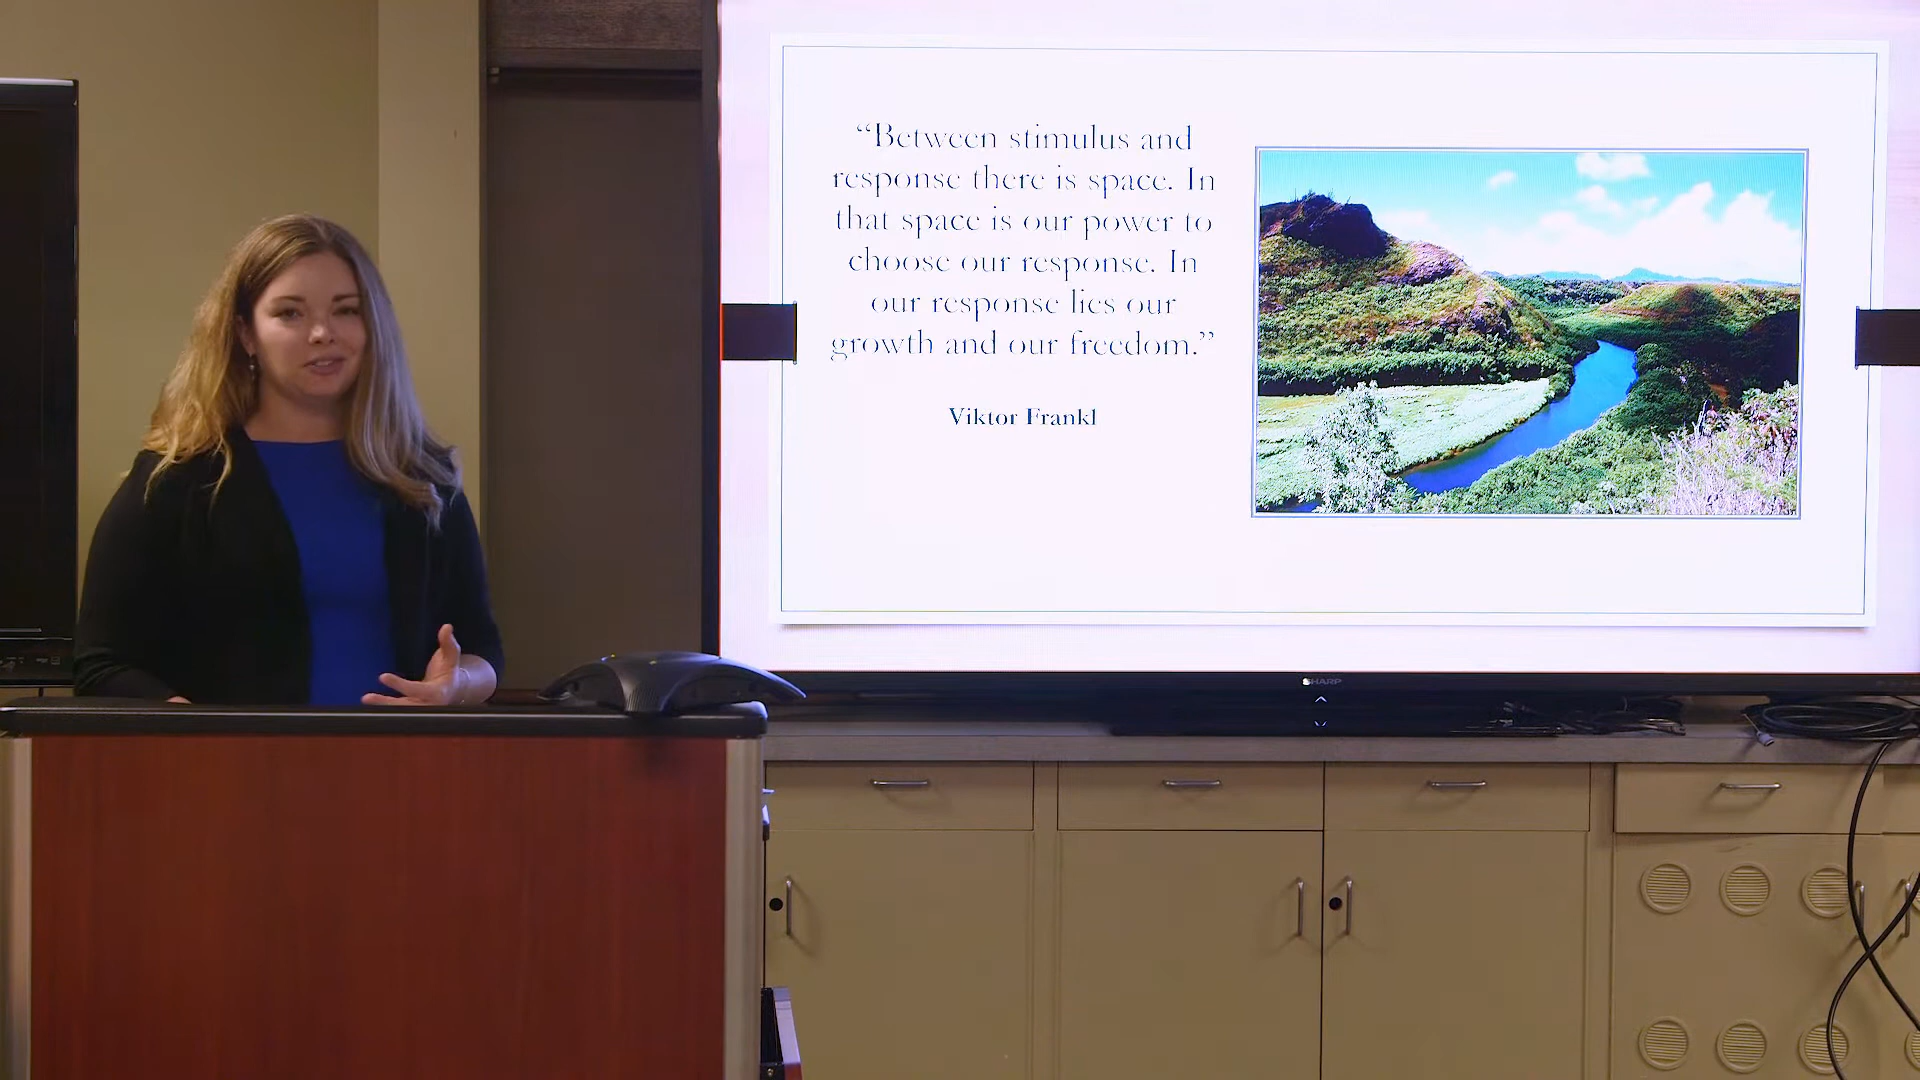 “Between stimulus and
response there is space. In
that space is our power to
choose our response. In
our response lies our
growth and our freedom.”
Viktor Frankl
SHARP